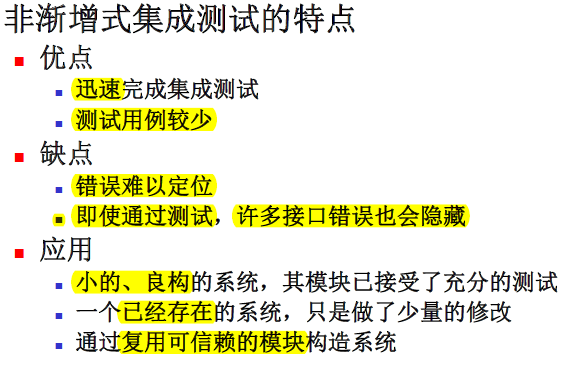 非渐增式集成测试的特点
优点
迅速完成集成测试
测试用例较少
缺点
错误难以定位
即使通过测试，许多接口错误也会隐藏
应用
小的、良构的系统，其模块已接受了充分的测试
一个已经存在的系统，只是做了少量的修改
通过复用可信赖的模块构造系统